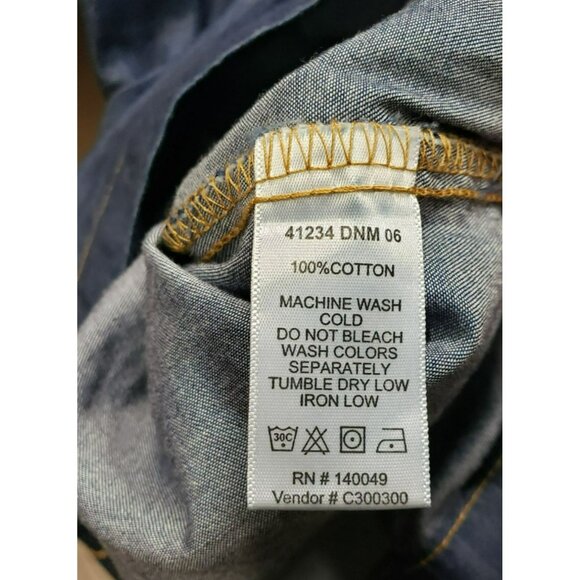 41234 DNM 06
100%COTTON
MACHINE WASH
COLD
DO NOT BLEACH
WASH COLORS
SEPARATELY
TUMBLE DRY LOW
IRON LOW
30C
RN # 140049
Vendor # C300300